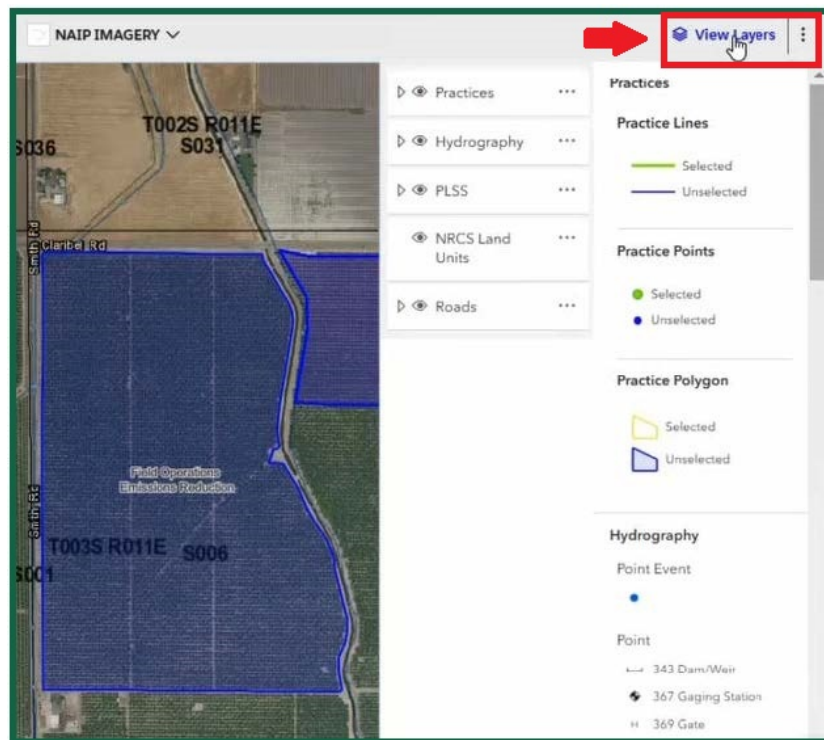 NAIP IMAGERY
View Layers
T002S R011E
S031
S036
Smith Rd
Claribel Rd
Field Operations
Emissions Reduction
Smith Rd
T003S R011E
S006
S001
Practices
Hydrography
PLSS
NRCS Land
Units
Roads
Practices
Practice Lines
Selected
Unselected
Practice Points
Selected
Unselected
Practice Polygon
Selected
Unselected
Hydrography
Point Event
Point
343 Dam/Weir
367 Gaging Station
369 Gate